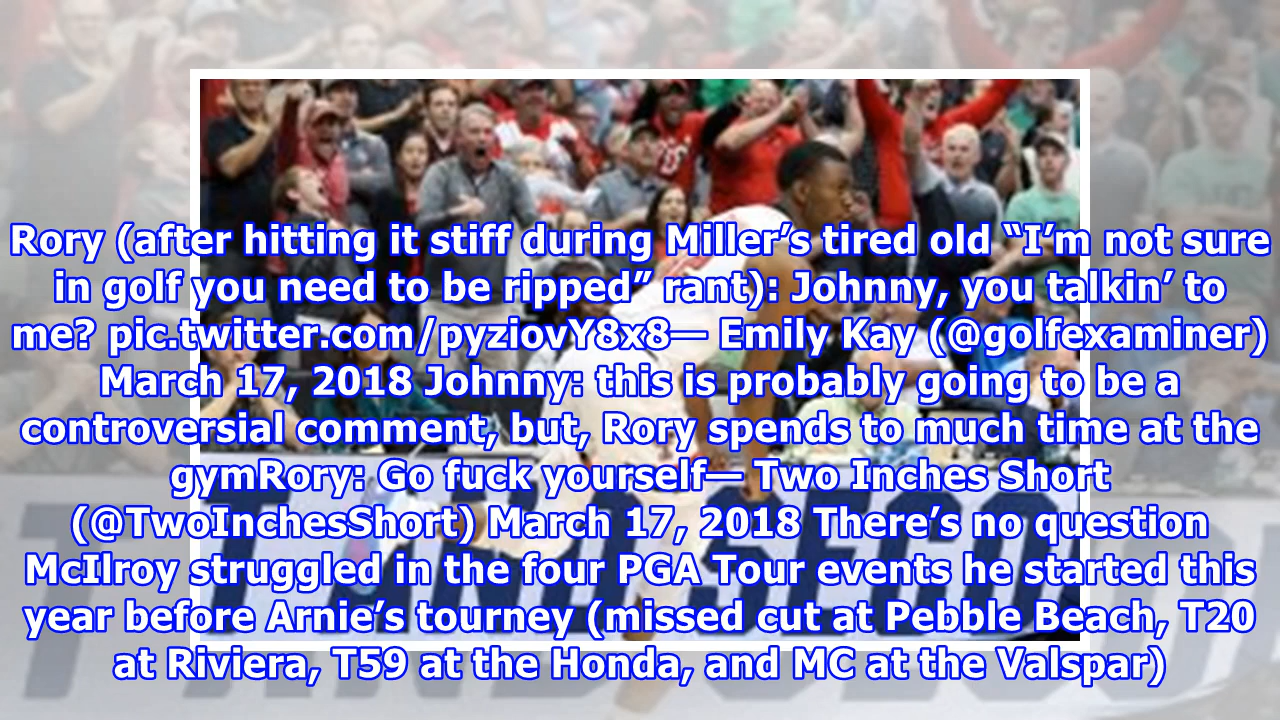 Rory (after hitting it stiff during Miller’s tired old “I’m not sure
in golf you need to be ripped” rant): Johnny, you talkin’ to
me? pic.twitter.com/pyziovY8x8— Emily Kay (@golfexaminer)
March 17, 2018 Johnny: this is probably going to be a
controversial comment, but, Rory spends to much time at the
gymRory: Go fuck yourself— Two Inches Short
(@TwoInchesShort) March 17, 2018 There’s no question
McIlroy struggled in the four PGA Tour events he started this
year before Arnie’s tourney (missed cut at Pebble Beach, T20
at Riviera, T59 at the Honda, and MC at the Valspar)